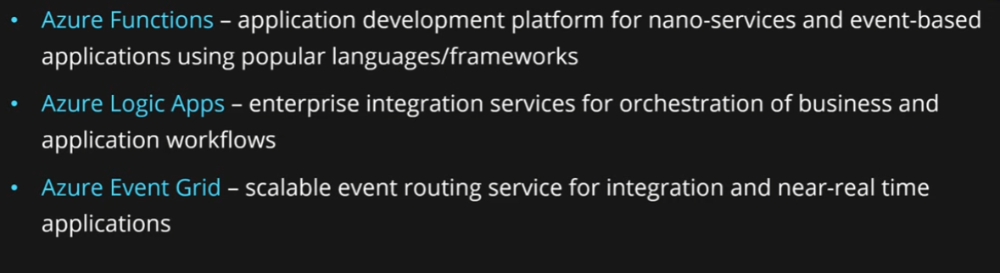 • Azure Functions – application development platform for nano-services and event-based
applications using popular languages/frameworks
• Azure Logic Apps – enterprise integration services for orchestration of business and
application workflows
• Azure Event Grid – scalable event routing service for integration and near-real time
applications